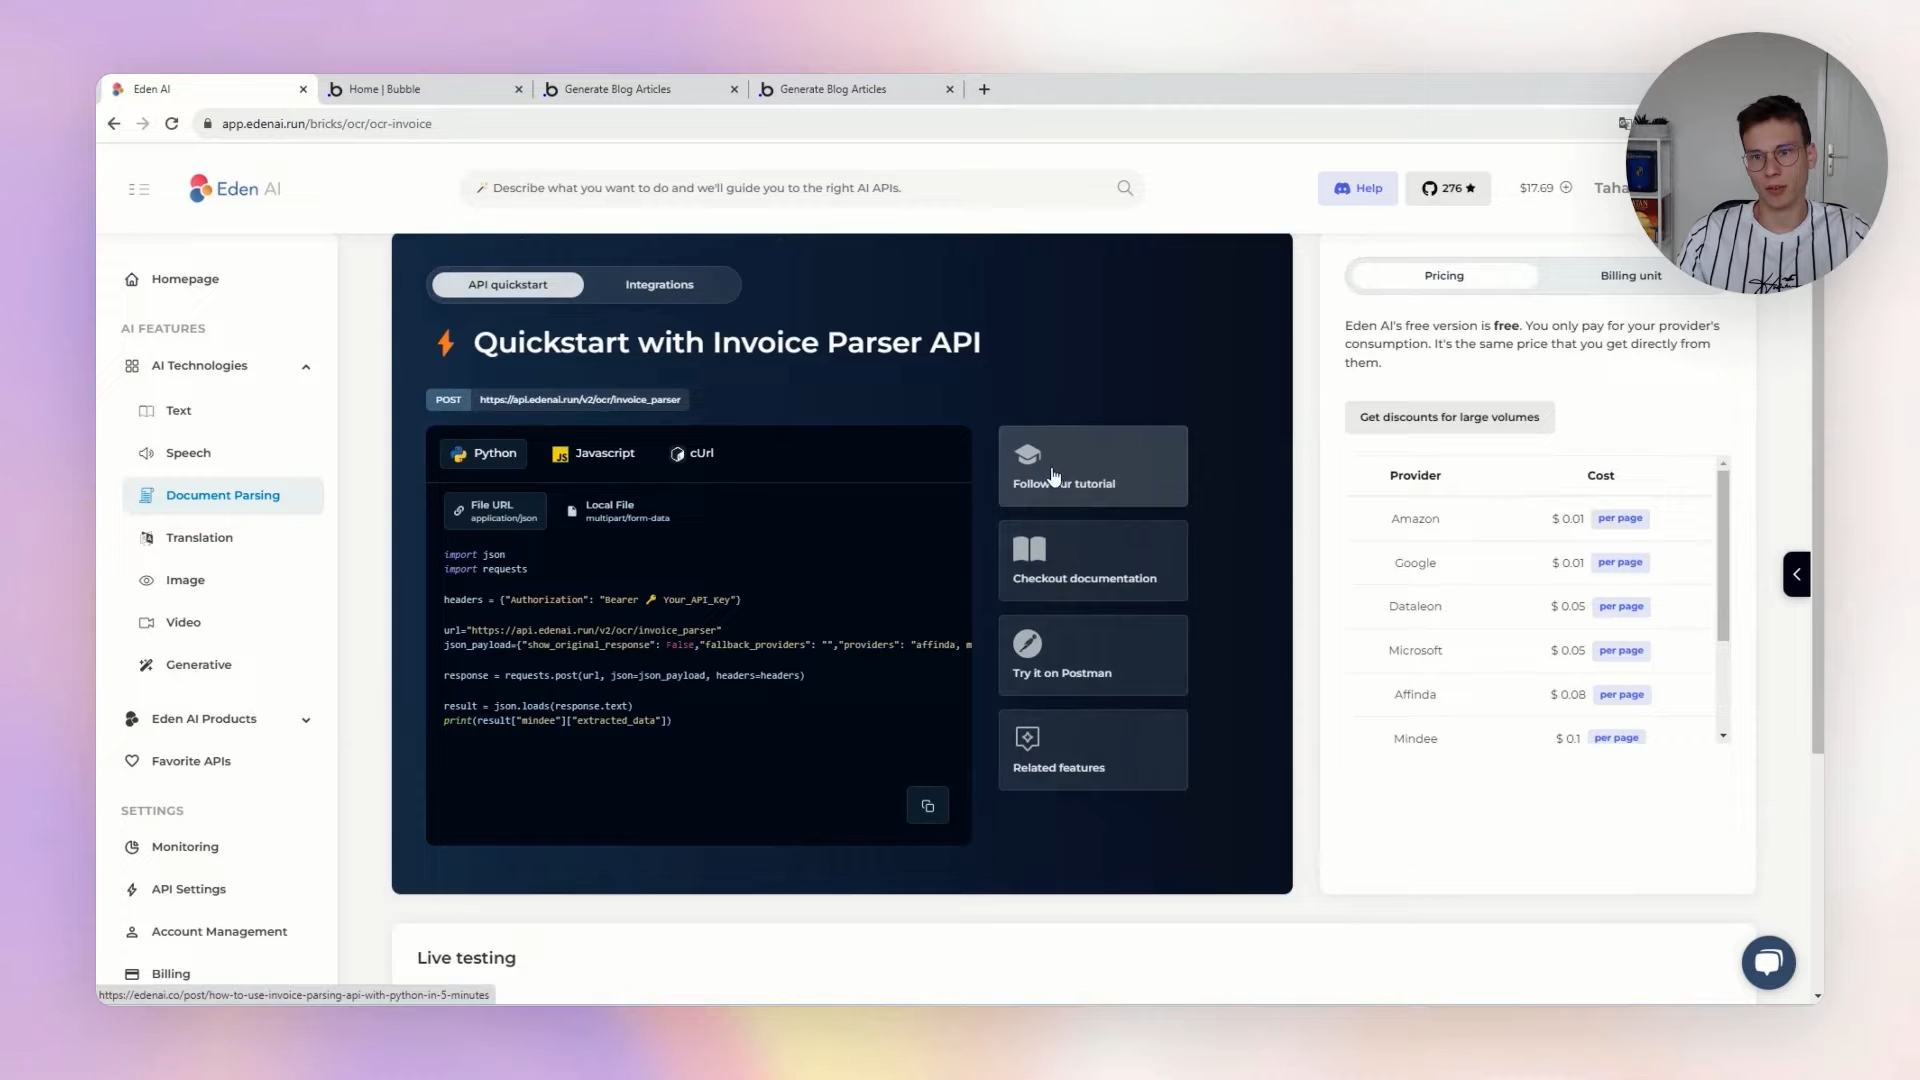 Eden AI
Home | Bubble
Generate Blog Articles
Generate Blog Articles
app.edenai.run/bricks/ocr/ocr-invoice
Eden AI
Describe what you want to do and we'll guide you to the right AI APIs.
Help
276
$17.69
Taha
Homepage
AI FEATURES
AI Technologies
Text
Speech
Document Parsing
Translation
Image
Video
Generative
Eden AI Products
Favorite APIs
SETTINGS
Monitoring
API Settings
Account Management
Billing
API quickstart
Integrations
Quickstart with Invoice Parser API
POST https://api.edenai.run/v2/ocr/invoice_parser
Python
Javascript
cUrl
File URL
application/json
Local File
multipart/form-data
import json
import requests
headers = {"Authorization": "Bearer 🔑 Your_API_Key"}
url="https://api.edenai.run/v2/ocr/invoice_parser"
json_payload={"show_original_response": False,"fallback_providers": "","providers": "affinda, m
response = requests.post(url, json=json_payload, headers=headers)
result = json.loads(response.text)
print(result["mindee"]["extracted_data"])
Follow our tutorial
Checkout documentation
Try it on Postman
Related features
Pricing
Billing unit
Eden AI's free version is free. You only pay for your provider's
consumption. It's the same price that you get directly from
them.
Get discounts for large volumes
Provider Cost
Amazon $ 0.01 per page
Google $ 0.01 per page
Dataleon $ 0.05 per page
Microsoft $ 0.05 per page
Affinda $ 0.08 per page
Mindee $ 0.1 per page
Live testing
https://edenai.co/post/how-to-use-invoice-parsing-api-with-python-in-5-minutes